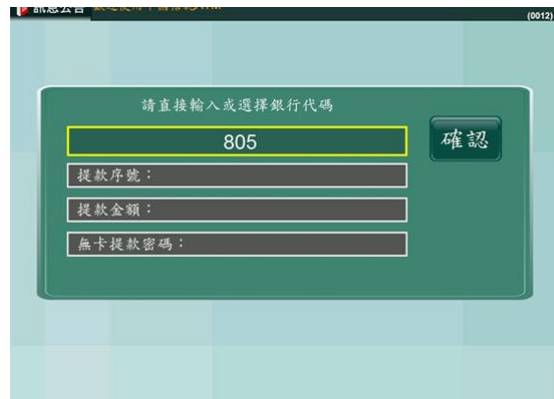 訊息公告
(0012)
請直接輸入或選擇銀行代碼
805
確認
提款序號：
提款金額：
無卡提款密碼：